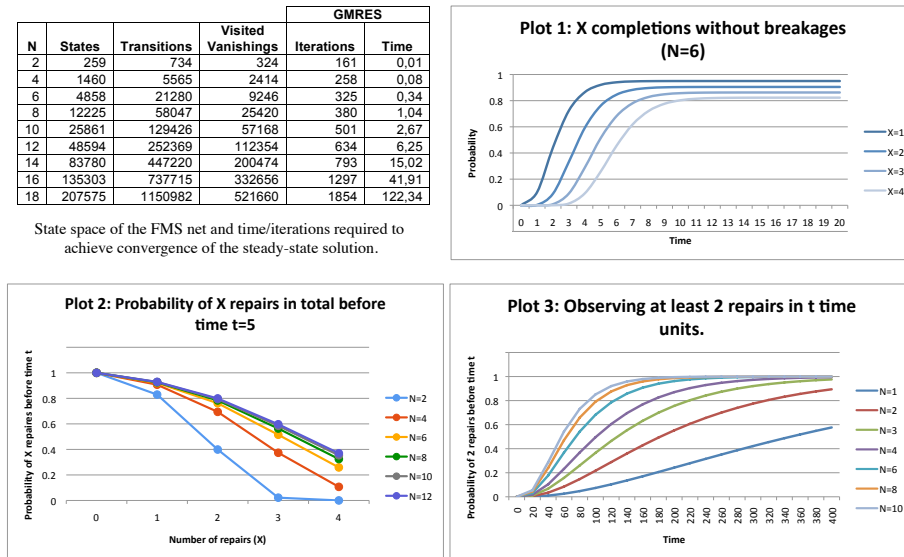 GMRES
Visited
N States Transitions Vanishings Iterations Time
2 259 734 324 161 0,01
4 1460 5565 2414 258 0,08
6 4858 21280 9246 325 0,34
8 12225 58047 25420 380 1,04
10 25861 129426 57168 501 2,67
12 48594 252369 112354 634 6,25
14 83780 447220 200474 793 15,02
16 135303 737715 332656 1297 41,91
18 207575 1150982 521660 1854 122,34
State space of the FMS net and time/iterations required to
achieve convergence of the steady-state solution.
Plot 1: X completions without breakages
(N=6)
Probability
1
0.8
0.6
0.4
0.2
0
0 1 2 3 4 5 6 7 8 9 10 11 12 13 14 15 16 17 18 19 20
Time
X=1
X=2
X=3
X=4
Plot 2: Probability of X repairs in total before
time t=5
Probability of X repaires before time t
1
0.8
0.6
0.4
0.2
0
0 1 2 3 4
Number of repairs (X)
N=2
N=4
N=6
N=8
N=10
N=12
Plot 3: Observing at least 2 repairs in t time
units.
Probability of 2 repaires before time t
1
0.8
0.6
0.4
0.2
0
0 20 40 60 80 100 120 140 160 180 200 220 240 260 280 300 320 340 360 380 400
Time
N=1
N=2
N=3
N=4
N=6
N=8
N=10